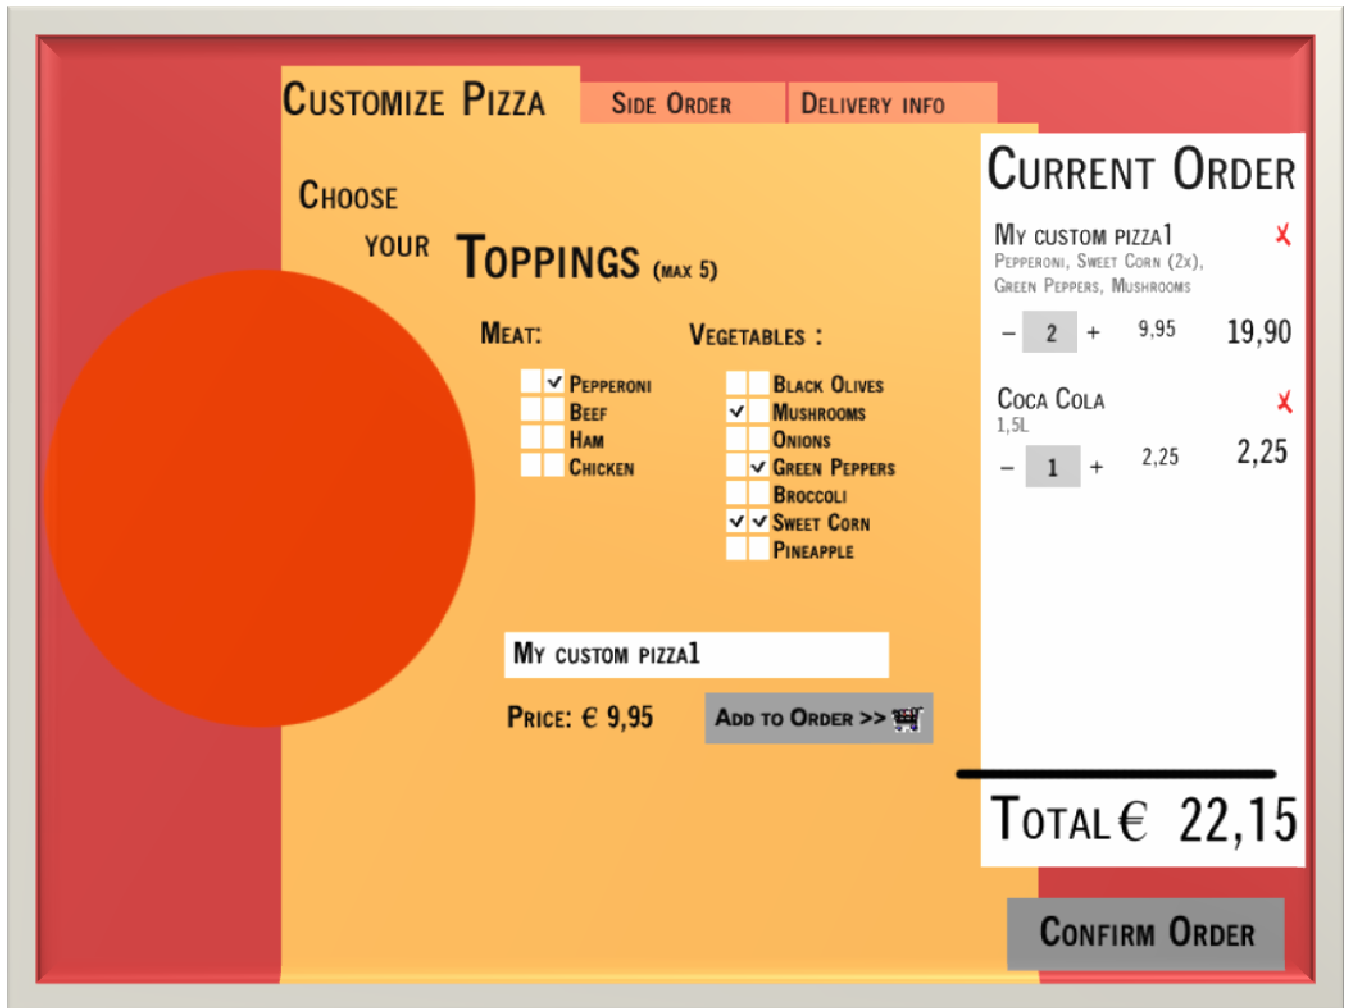 Customize Pizza
Side Order
Delivery info
Choose
your
Toppings (max 5)
Meat:
Pepperoni
Beef
Ham
Chicken
Vegetables :
Black Olives
Mushrooms
Onions
Green Peppers
Broccoli
Sweet Corn
Pineapple
My custom pizza1
Price: € 9,95
Add to Order >>
Current Order
My custom pizza1 x
Pepperoni, Sweet Corn (2x),
Green Peppers, Mushrooms
- 2 + 9,95 19,90
Coca Cola x
1,5L
- 1 + 2,25 2,25
Total € 22,15
Confirm Order